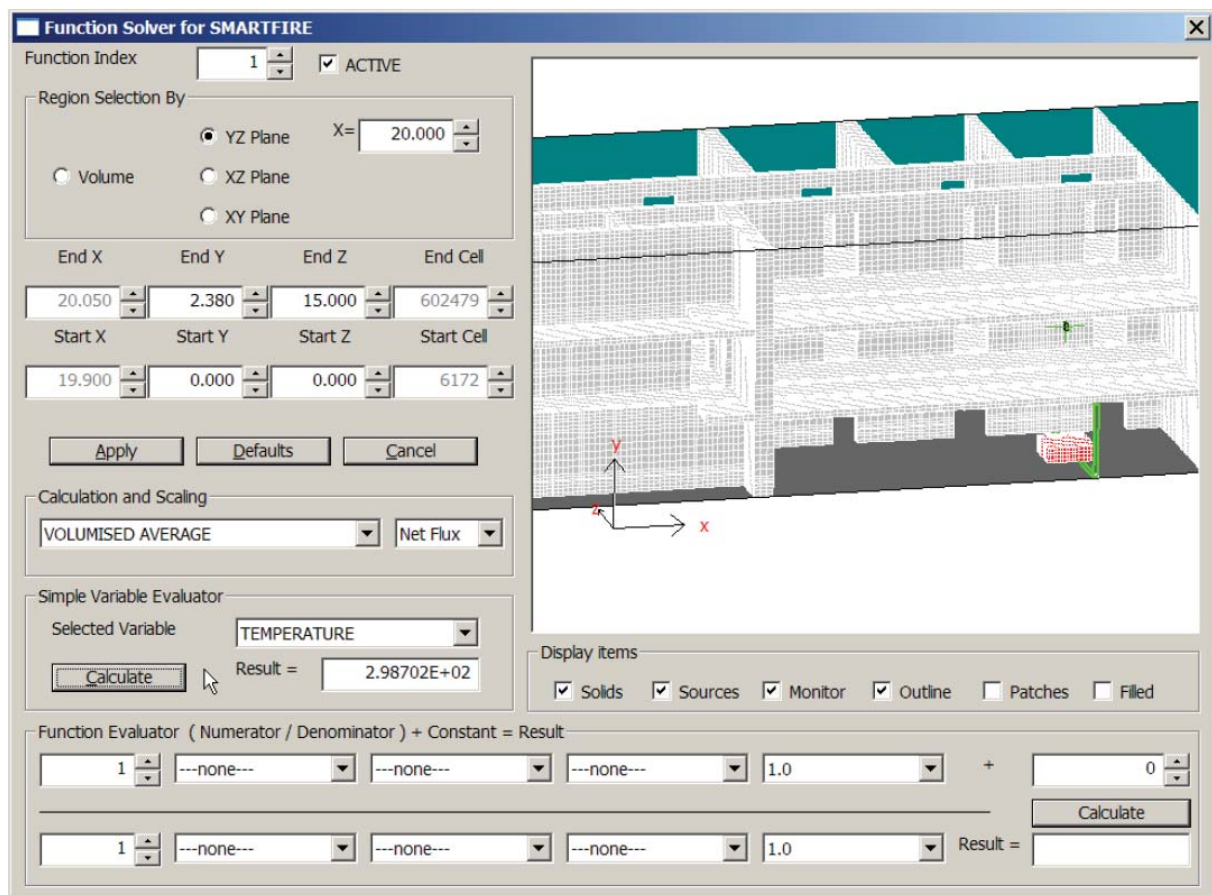 Function Solver for SMARTFIRE
Function Index 1 ACTIVE
Region Selection By
YZ Plane X= 20.000
Volume XZ Plane
XY Plane
End X End Y End Z End Cell
20.050 2.380 15.000 602479
Start X Start Y Start Z Start Cell
19.900 0.000 0.000 6172
Apply Defaults Cancel
Calculation and Scaling
VOLUMISED AVERAGE Net Flux
Simple Variable Evaluator
Selected Variable TEMPERATURE
Calculate Result = 2.98702E+02
y
z
x
Display items
Solids Sources Monitor Outline Patches Filled
Function Evaluator ( Numerator / Denominator ) + Constant = Result
1 ---none--- ---none--- ---none--- 1.0 + 0
Calculate
1 ---none--- ---none--- ---none--- 1.0 Result =